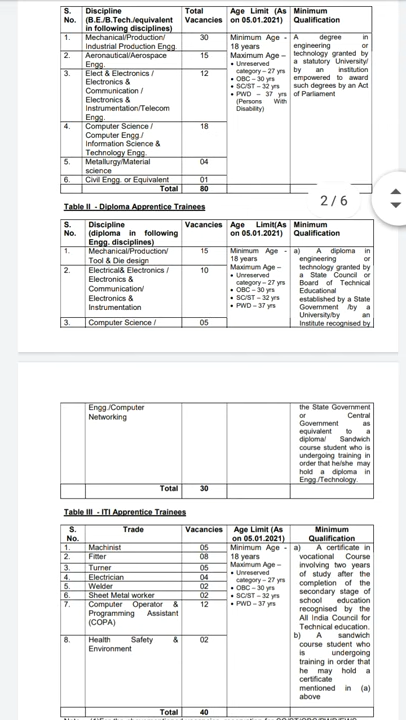 S. No. Discipline (B.E./B.Tech./equivalent in following disciplines) Total Vacancies Age Limit (As on 05.01.2021) Minimum Qualification
1. Mechanical/Production/ Industrial Production Engg. 30
2. Aeronautical/Aerospace Engg. 15
3. Elect & Electronics / Electronics & Communication / Electronics & Instrumentation/Telecom Engg. 12
4. Computer Science / Computer Engg./ Information Science & Technology Engg. 18
5. Metallurgy/Material science 04
6. Civil Engg. or Equivalent 01
Total 80
Minimum Age - 18 years
Maximum Age –
• Unreserved category – 27 yrs
• OBC – 30 yrs
• SC/ST – 32 yrs
• PWD – 37 yrs (Persons With Disability)
A degree in engineering or technology granted by a statutory University/ by an institution empowered to award such degrees by an Act of Parliament
2/6
Table II - Diploma Apprentice Trainees
S. No. Discipline (diploma in following Engg. disciplines) Vacancies Age Limit(As on 05.01.2021) Minimum Qualification
1. Mechanical/Production/ Tool & Die design 15
2. Electrical& Electronics / Electronics & Communication/ Electronics & Instrumentation 10
3. Computer Science / 05
Minimum Age - 18 years
Maximum Age –
• Unreserved category – 27 yrs
• OBC – 30 yrs
• SC/ST – 32 yrs
• PWD – 37 yrs
a) A diploma in engineering or technology granted by a State Council or Board of Technical Educational established by a State Government /by a University/by an Institute recognised by
Engg./Computer Networking
the State Government or Central Government as equivalent to a diploma/ Sandwich course student who is undergoing training in order that he/she may hold a diploma in Engg./Technology.
Total 30
Table III - ITI Apprentice Trainees
S. No. Trade Vacancies Age Limit (As on 05.01.2021) Minimum Qualification
1. Machinist 05
2. Fitter 08
3. Turner 05
4. Electrician 04
5. Welder 02
6. Sheet Metal worker 02
7. Computer Operator & Programming Assistant (COPA) 12
8. Health Safety & Environment 02
Minimum Age - 18 years
Maximum Age –
• Unreserved category – 27 yrs
• OBC – 30 yrs
• SC/ST – 32 yrs
• PWD – 37 yrs
a) A certificate in vocational Course involving two years of study after the completion of the secondary stage of school education recognised by the All India Council for Technical education.
b) A sandwich course student who is undergoing training in order that he may hold a certificate mentioned in (a) above
Total 40